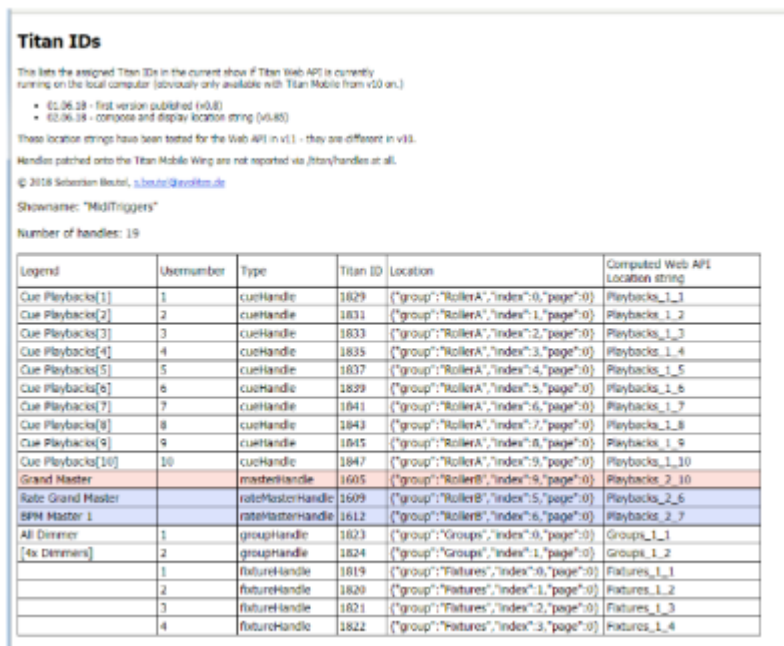 Titan IDs
This lists the assigned Titan IDs in the current show if Titan Web API is currently
running on the local computer (obviously only available with Titan Mobile from v10 on.)
• 01.06.18 - first version published (v0.8)
• 02.06.18 - compose and display location string (v0.85)
These location strings have been tested for the Web API in v11 - they are different in v10.
Handles patched onto the Titan Mobile Wing are not reported via /titan/handles at all.
© 2018 Sebastian Beutel, s.beutel@avolites.de
Showname: "MidiTriggers"
Number of handles: 19
Legend Usernumber Type Titan ID Location Computed Web API Location string
Cue Playbacks[1] 1 cueHandle 1829 {"group":"RollerA","index":0,"page":0} Playbacks_1_1
Cue Playbacks[2] 2 cueHandle 1831 {"group":"RollerA","index":1,"page":0} Playbacks_1_2
Cue Playbacks[3] 3 cueHandle 1833 {"group":"RollerA","index":2,"page":0} Playbacks_1_3
Cue Playbacks[4] 4 cueHandle 1835 {"group":"RollerA","index":3,"page":0} Playbacks_1_4
Cue Playbacks[5] 5 cueHandle 1837 {"group":"RollerA","index":4,"page":0} Playbacks_1_5
Cue Playbacks[6] 6 cueHandle 1839 {"group":"RollerA","index":5,"page":0} Playbacks_1_6
Cue Playbacks[7] 7 cueHandle 1841 {"group":"RollerA","index":6,"page":0} Playbacks_1_7
Cue Playbacks[8] 8 cueHandle 1843 {"group":"RollerA","index":7,"page":0} Playbacks_1_8
Cue Playbacks[9] 9 cueHandle 1845 {"group":"RollerA","index":8,"page":0} Playbacks_1_9
Cue Playbacks[10] 10 cueHandle 1847 {"group":"RollerA","index":9,"page":0} Playbacks_1_10
Grand Master masterHandle 1605 {"group":"RollerB","index":9,"page":0} Playbacks_2_10
Rate Grand Master rateMasterHandle 1609 {"group":"RollerB","index":5,"page":0} Playbacks_2_6
BPM Master 1 rateMasterHandle 1612 {"group":"RollerB","index":6,"page":0} Playbacks_2_7
All Dimmer 1 groupHandle 1823 {"group":"Groups","index":0,"page":0} Groups_1_1
[4x Dimmers] 2 groupHandle 1824 {"group":"Groups","index":1,"page":0} Groups_1_2
1 fixtureHandle 1819 {"group":"Fixtures","index":0,"page":0} Fixtures_1_1
2 fixtureHandle 1820 {"group":"Fixtures","index":1,"page":0} Fixtures_1_2
3 fixtureHandle 1821 {"group":"Fixtures","index":2,"page":0} Fixtures_1_3
4 fixtureHandle 1822 {"group":"Fixtures","index":3,"page":0} Fixtures_1_4